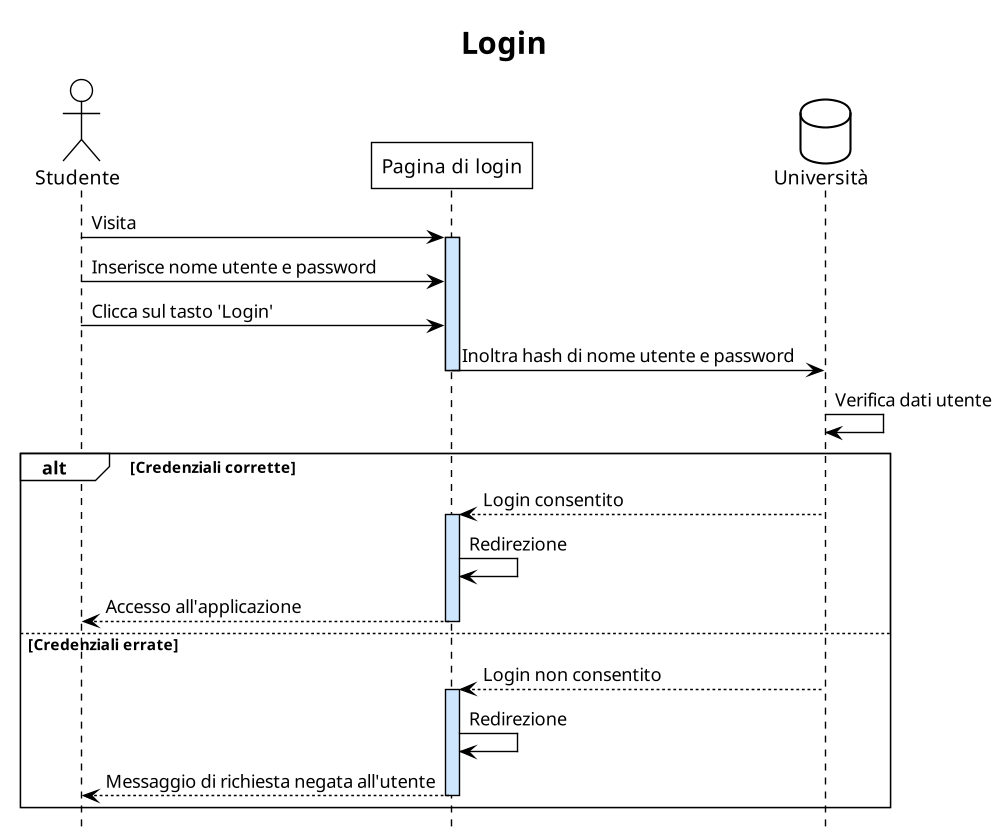 Login
Studente
Pagina di login
Università
Visita
Inserisce nome utente e password
Clicca sul tasto 'Login'
Inoltra hash di nome utente e password
Verifica dati utente
alt [Credenziali corrette]
Login consentito
Redirezione
Accesso all'applicazione
[Credenziali errate]
Login non consentito
Redirezione
Messaggio di richiesta negata all'utente